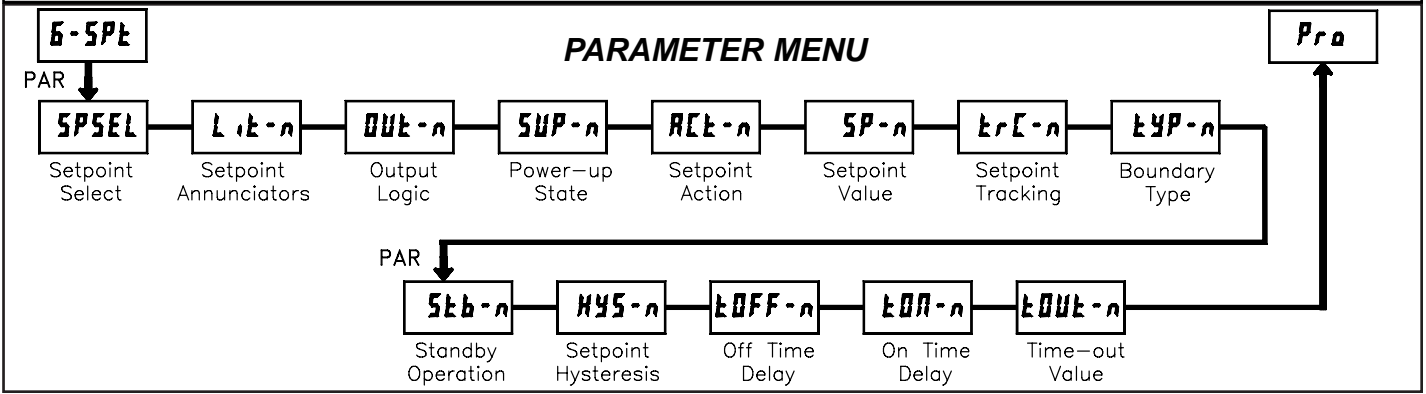 6-SPt
PARAMETER MENU
Pro
PAR
SPSEL
Lit-n
OUt-n
SUP-n
ACt-n
SP-n
trC-n
tYP-n
Setpoint Select
Setpoint Annunciators
Output Logic
Power-up State
Setpoint Action
Setpoint Value
Setpoint Tracking
Boundary Type
PAR
Stb-n
HYS-n
tOFF-n
tON-n
tOUt-n
Standby Operation
Setpoint Hysteresis
Off Time Delay
On Time Delay
Time-out Value